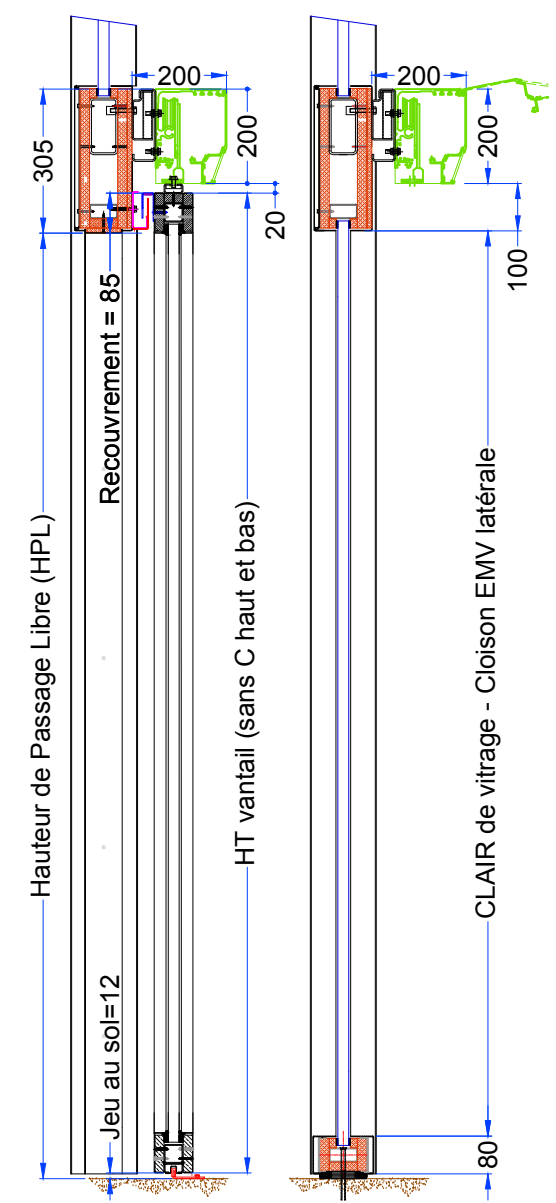 200
305
200
20
Recouvrement = 85
Hauteur de Passage Libre (HPL)
HT vantail (sans C haut et bas)
Jeu au sol=12
200
200
100
CLAIR de vitrage - Cloison EMV latérale
80